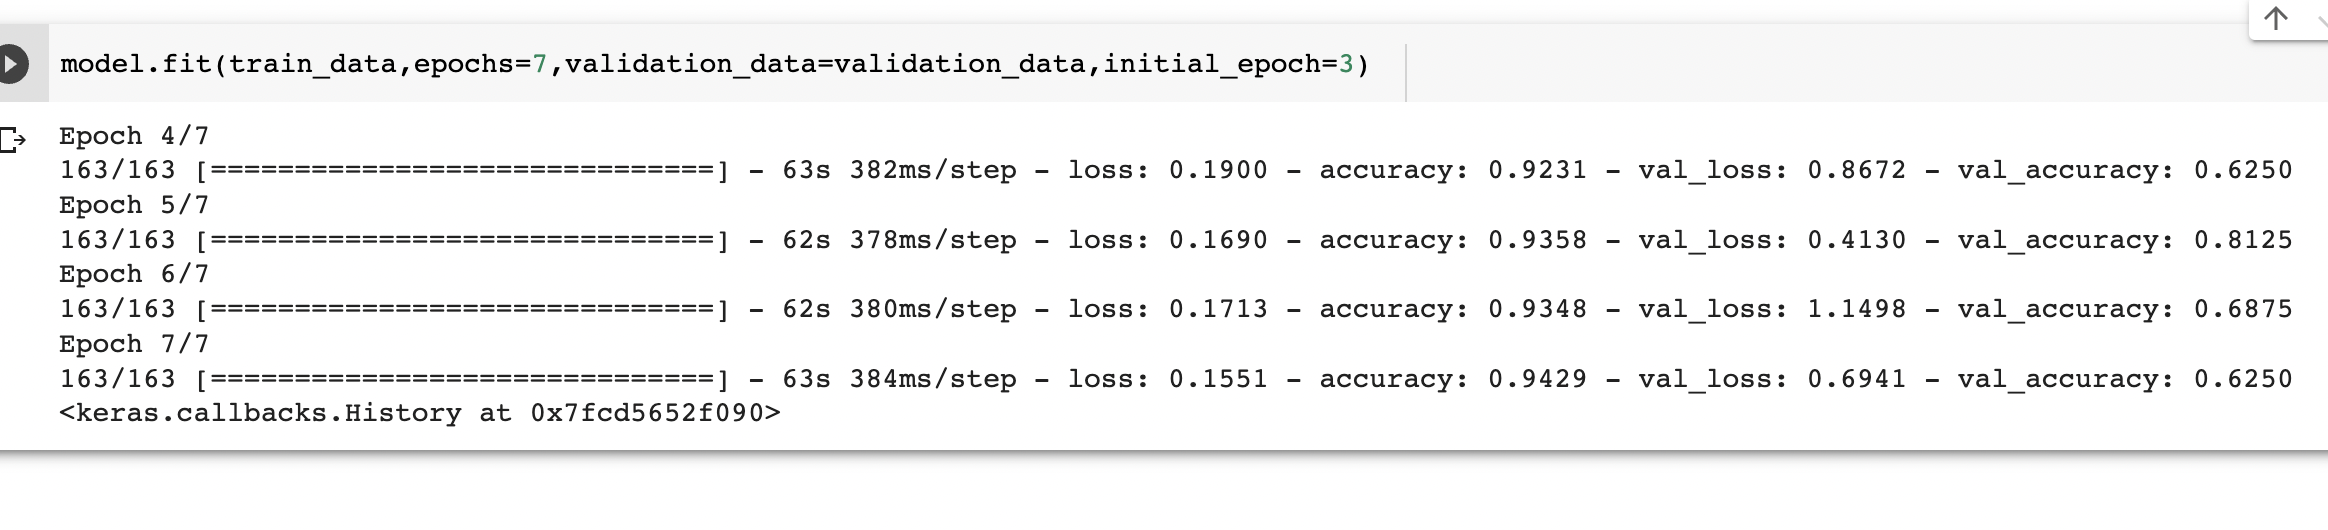 model.fit(train_data,epochs=7,validation_data=validation_data,initial_epoch=3)
Epoch 4/7
163/163 [==============================] - 63s 382ms/step - loss: 0.1900 - accuracy: 0.9231 - val_loss: 0.8672 - val_accuracy: 0.6250
Epoch 5/7
163/163 [==============================] - 62s 378ms/step - loss: 0.1690 - accuracy: 0.9358 - val_loss: 0.4130 - val_accuracy: 0.8125
Epoch 6/7
163/163 [==============================] - 62s 380ms/step - loss: 0.1713 - accuracy: 0.9348 - val_loss: 1.1498 - val_accuracy: 0.6875
Epoch 7/7
163/163 [==============================] - 63s 384ms/step - loss: 0.1551 - accuracy: 0.9429 - val_loss: 0.6941 - val_accuracy: 0.6250
<keras.callbacks.History at 0x7fcd5652f090>